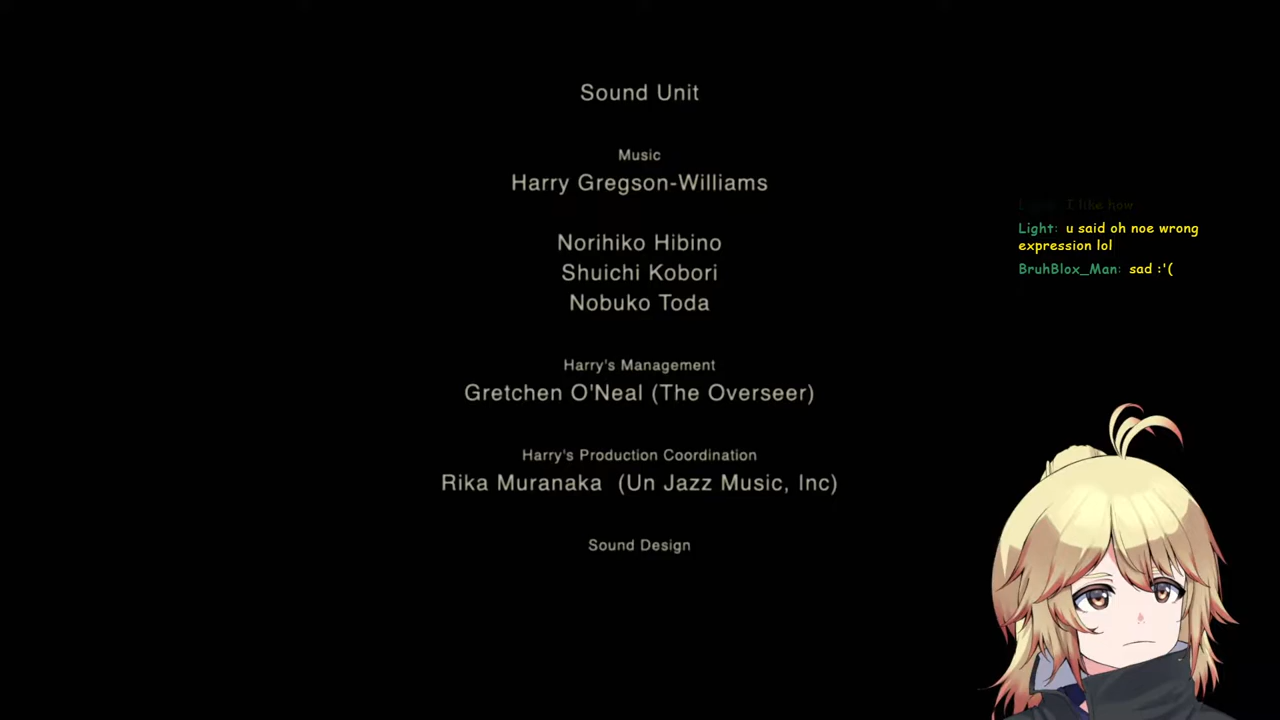 Sound Unit
Music
Harry Gregson-Williams
Norihiko Hibino
Shuichi Kobori
Nobuko Toda
Harry's Management
Gretchen O'Neal (The Overseer)
Harry's Production Coordination
Rika Muranaka (Un Jazz Music, Inc)
Sound Design
I like how
Light: u said oh noe wrong
expression lol
BruhBlox_Man: sad :'(